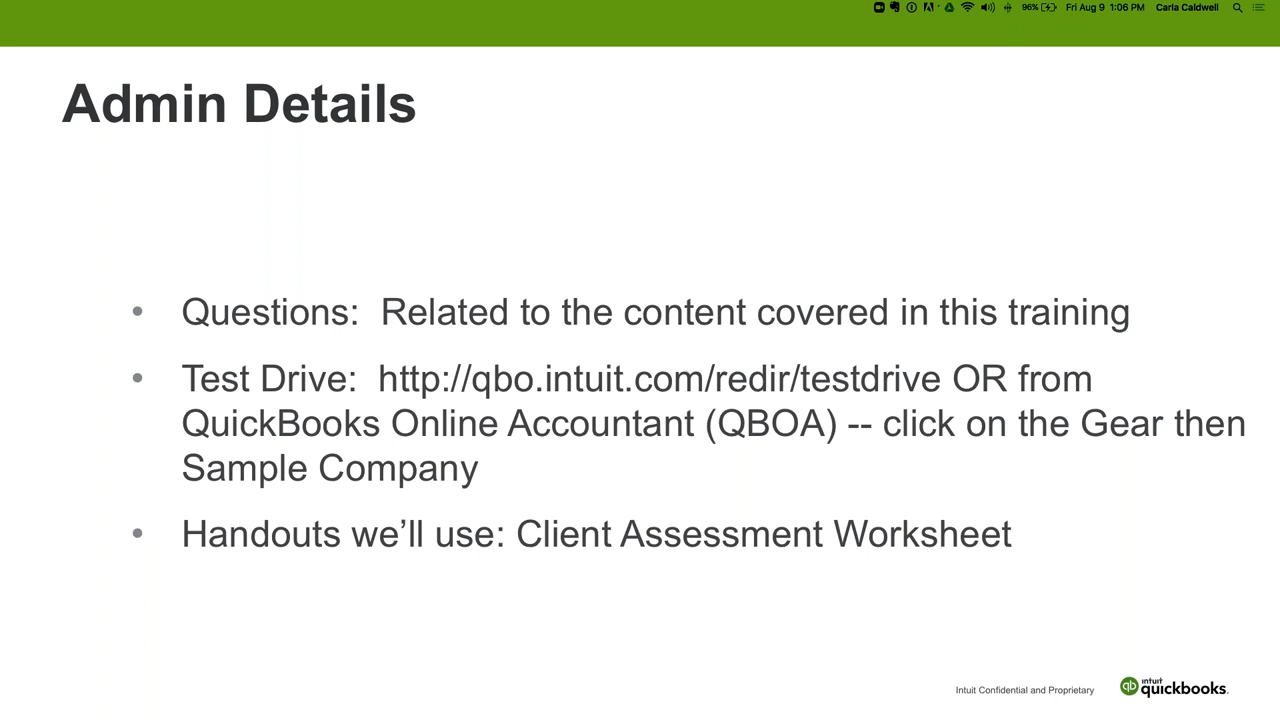 96% Fri Aug 9 1:06 PM Carla Caldwell
Admin Details
• Questions: Related to the content covered in this training
• Test Drive: http://qbo.intuit.com/redir/testdrive OR from
QuickBooks Online Accountant (QBOA) -- click on the Gear then
Sample Company
• Handouts we’ll use: Client Assessment Worksheet
Intuit Confidential and Proprietary
qb intuit quickbooks.